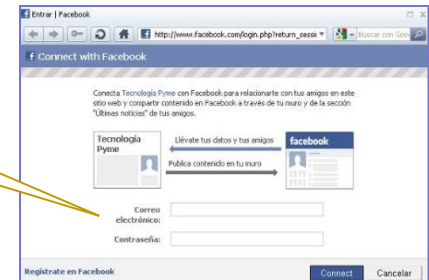 Entrar | Facebook
http://www.facebook.com/login.php?return_sessi
Buscar con Goo
Connect with Facebook
Conecta Tecnología Pyme con Facebook para relacionarte con tus amigos en este
sitio web y compartir contenido en Facebook a través de tu muro y de la sección
"Últimas noticias" de tus amigos.
Tecnología
Pyme
Llévate tus datos y tus amigos
facebook
Publica contenido en tu muro
Correo
electrónico:
Contraseña:
Regístrate en Facebook
Connect
Cancelar